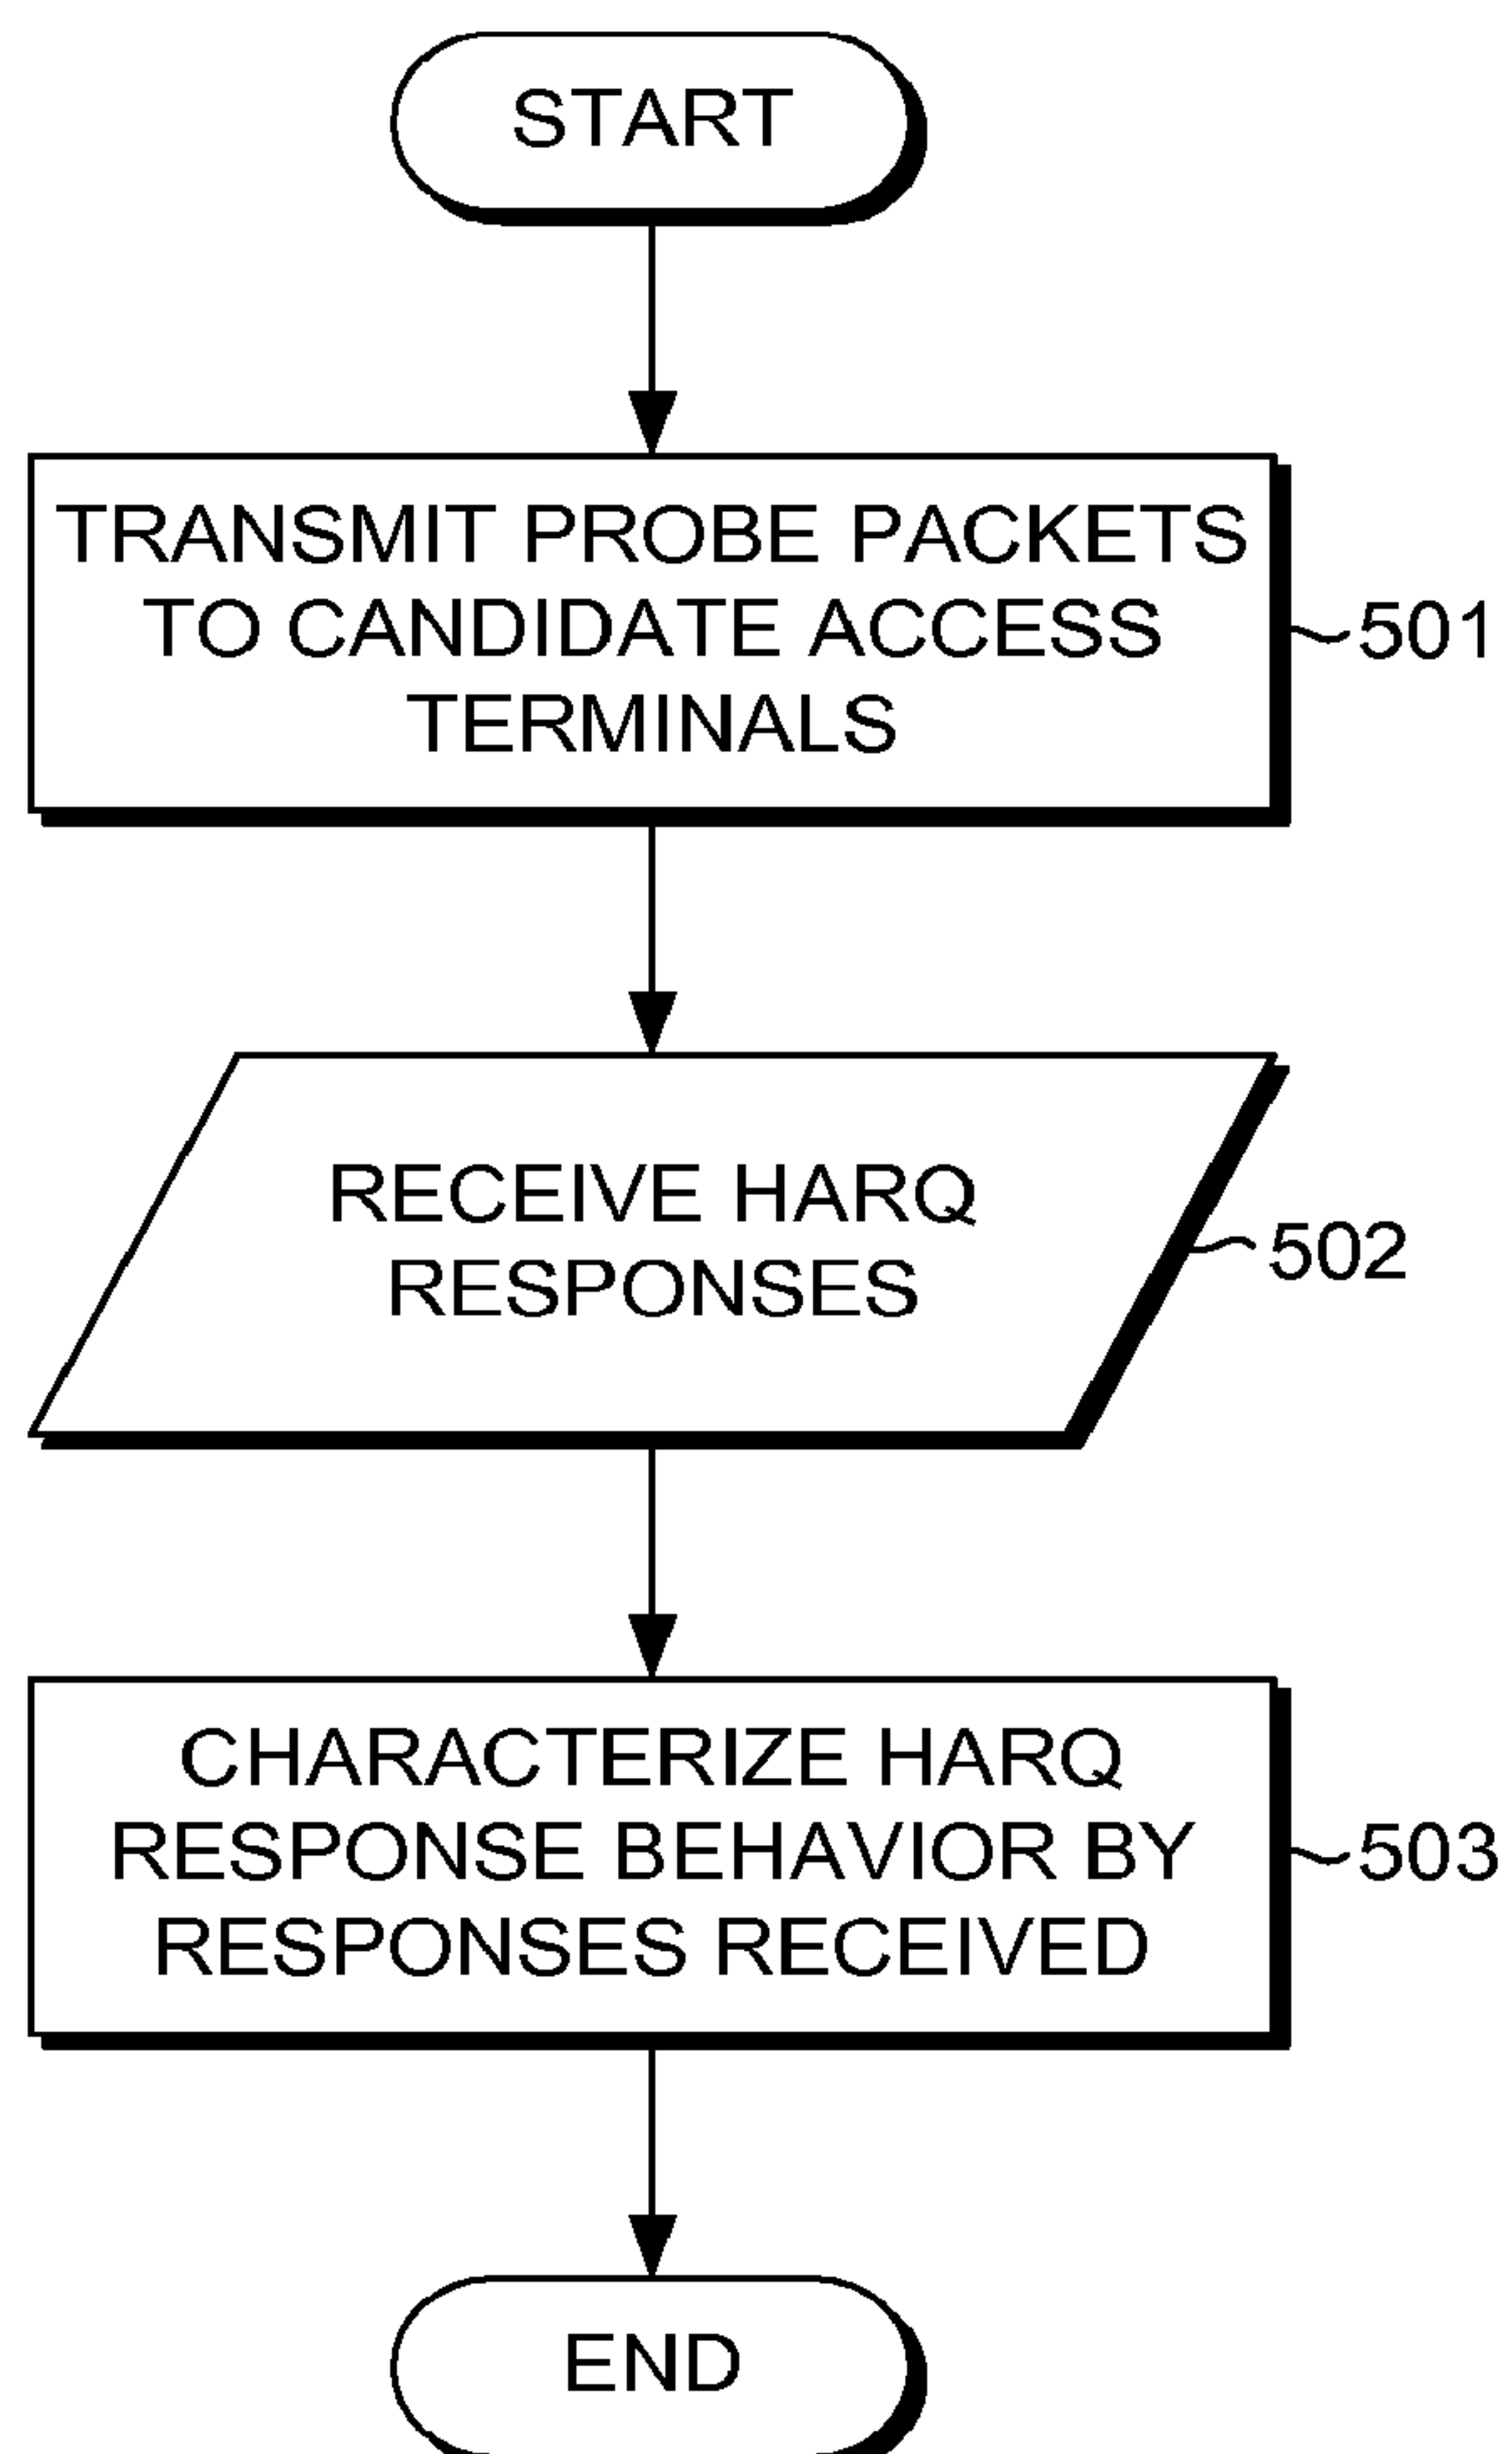 START
TRANSMIT PROBE PACKETS
TO CANDIDATE ACCESS
TERMINALS
501
RECEIVE HARQ
RESPONSES
502
CHARACTERIZE HARQ
RESPONSE BEHAVIOR BY
RESPONSES RECEIVED
503
END